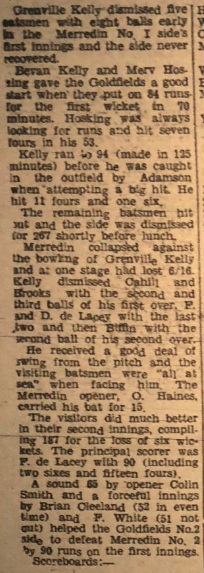 Grenville Kelly dismissed five
batsmen with eight balls early
in the Merredin No. 1 side's
first innings and the side never
recovered.
Bevan Kelly and Merv Hos-
sing gave the Goldfields a good
start when they put on 84 runs
for the first wicket in 70
minutes. Hosking was always
looking for runs and hit seven
fours in his 53.
Kelly ran to 94 (made in 125
minutes) before he was caught
in the outfield by Adamson
when attempting a big hit. He
hit 11 fours and one six.
The remaining batsmen hit
out and the side was dismissed
for 267 shortly before lunch.
Merredin collapsed against
the bowling of Grenville Kelly
and at one stage had lost 6/16.
Kelly dismissed Cahill and
Brooks with the second and
third balls of his first over, F.
and D. de Lacey with the last
two and then Biffin with the
second ball of his second over.
He received a good deal of
swing from the pitch and the
visiting batsmen were "all at
sea" when facing him. The
Merredin opener, O. Haines,
carried his bat for 15.
The visitors did much better
in their second innings, compil-
ing 187 for the loss of six wic-
kets. The principal scorer was
F. de Lacey with 90 (including
two sixes and fifteen fours).
A sound 65 by opener Colin
Smith and a forceful innings
by Brian Cleeland (52 in even
time) and F. White (51 not
out) helped the Goldfields No.2
side to defeat Merredin No. 2
by 90 runs on the first innings.
Scoreboards:—